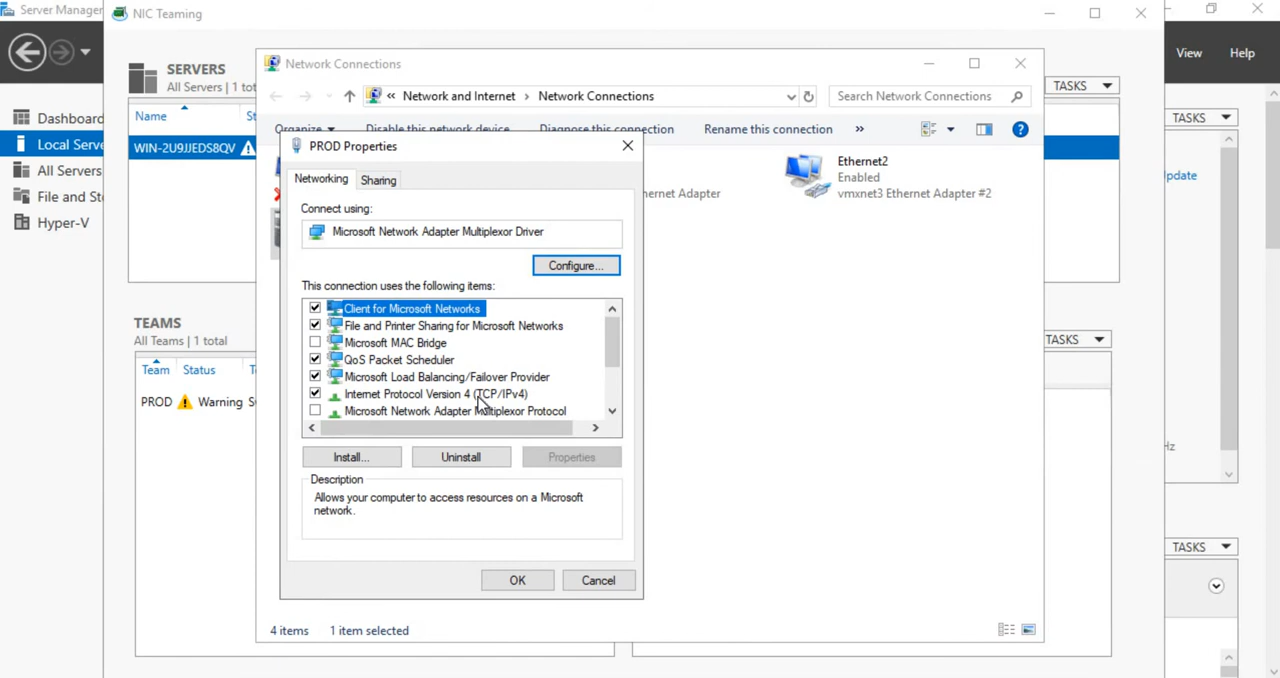 Server Manager
NIC Teaming
View Help
Dashboard
Local Serve
All Servers
File and Sto
Hyper-V
SERVERS
All Servers | 1 tot
TASKS
Name St
WIN-2U9JJEDS8QV
TEAMS
All Teams | 1 total
TASKS
Team Status T
PROD Warning S
Network Connections
« Network and Internet › Network Connections
Search Network Connections
Organize Disable this network device Diagnose this connection Rename this connection »
Ethernet2
Enabled
hernet Adapter
vmxnet3 Ethernet Adapter #2
4 items 1 item selected
PROD Properties
Networking Sharing
Connect using:
Microsoft Network Adapter Multiplexor Driver
Configure...
This connection uses the following items:
Client for Microsoft Networks
File and Printer Sharing for Microsoft Networks
Microsoft MAC Bridge
QoS Packet Scheduler
Microsoft Load Balancing/Failover Provider
Internet Protocol Version 4 (TCP/IPv4)
Microsoft Network Adapter Multiplexor Protocol
Install... Uninstall Properties
Description
Allows your computer to access resources on a Microsoft
network.
OK Cancel
TASKS
pdate
Hz
TASKS